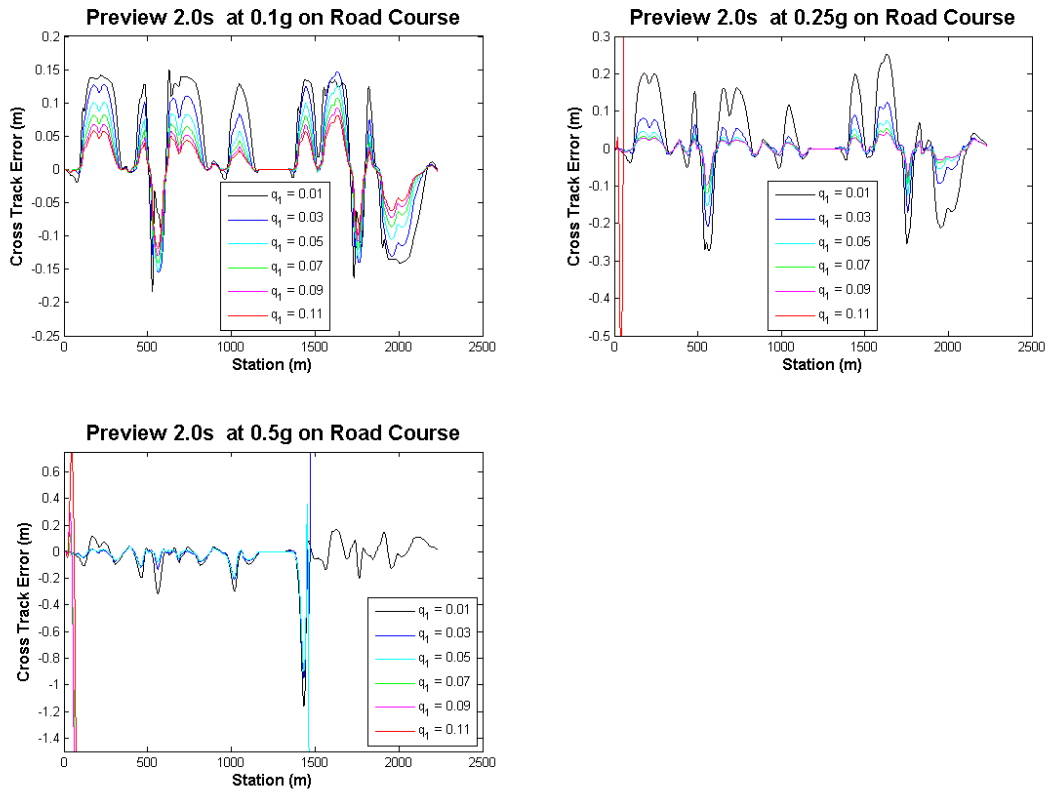 Preview 2.0s at 0.1g on Road Course
Cross Track Error (m)
0.2
0.15
0.1
0.05
0
-0.05
-0.1
-0.15
-0.2
-0.25
0 500 1000 1500 2000 2500
Station (m)
q1 = 0.01
q1 = 0.03
q1 = 0.05
q1 = 0.07
q1 = 0.09
q1 = 0.11
Preview 2.0s at 0.25g on Road Course
Cross Track Error (m)
0.3
0.2
0.1
0
-0.1
-0.2
-0.3
-0.4
-0.5
0 500 1000 1500 2000 2500
Station (m)
q1 = 0.01
q1 = 0.03
q1 = 0.05
q1 = 0.07
q1 = 0.09
q1 = 0.11
Preview 2.0s at 0.5g on Road Course
Cross Track Error (m)
0.6
0.4
0.2
0
-0.2
-0.4
-0.6
-0.8
-1
-1.2
-1.4
0 500 1000 1500 2000 2500
Station (m)
q1 = 0.01
q1 = 0.03
q1 = 0.05
q1 = 0.07
q1 = 0.09
q1 = 0.11